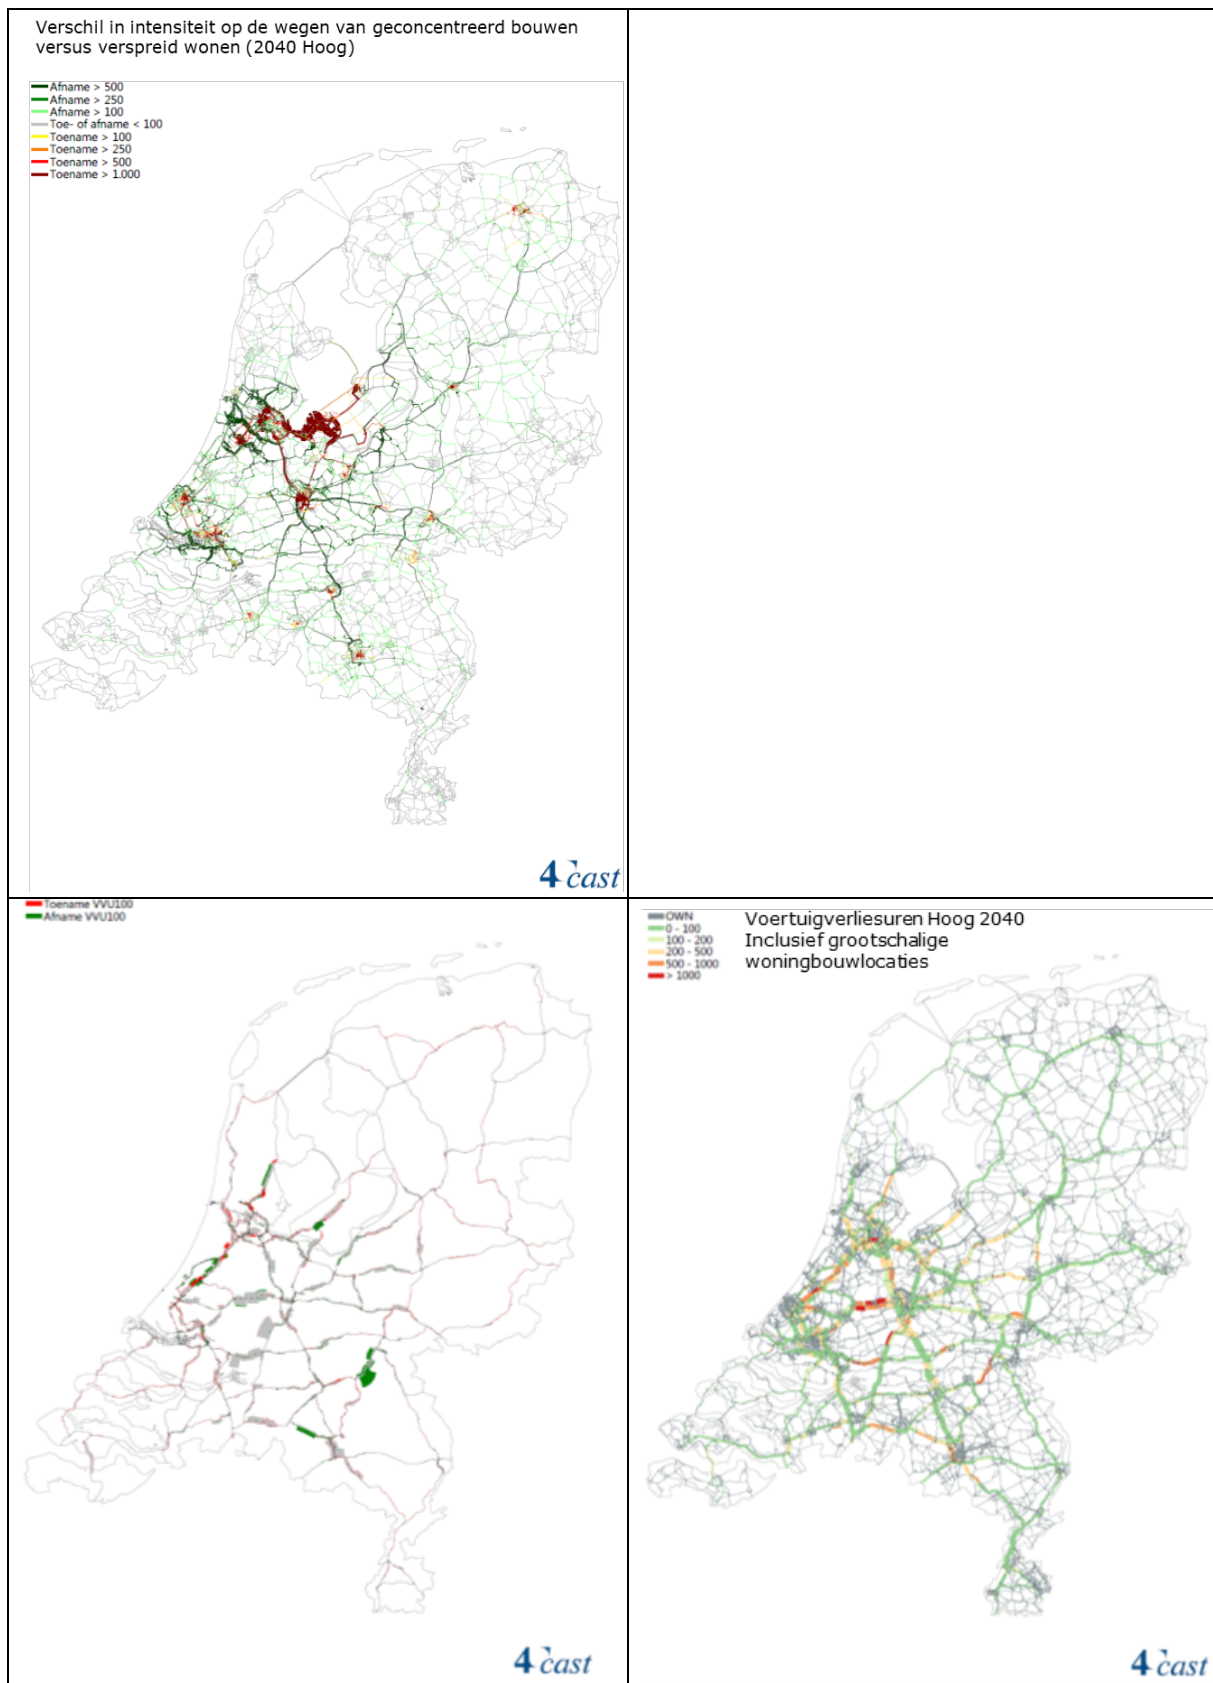 Verschil in intensiteit op de wegen van geconcentreerd bouwen
versus verspreid wonen (2040 Hoog)
Afname > 500
Afname > 250
Afname > 100
Toe- of afname < 100
Toename > 100
Toename > 250
Toename > 500
Toename > 1.000
4cast
Toename VVU100
Afname VVU100
4cast
OWN
0 - 100
100 - 200
200 - 500
500 - 1000
> 1000
Voertuigverliesuren Hoog 2040
Inclusief grootschalige
woningbouwlocaties
4cast